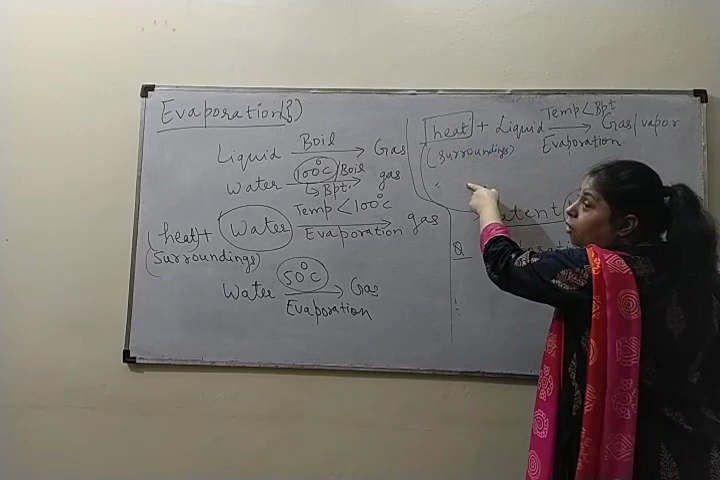 Evaporation({})
Liquid Boil → Gas
Water 100°C/Boil → gas
↳ Bpt.
heat + Water Temp < 100°C → gas
(Surroundings) Evaporation
Water 50°C → Gas
Evaporation
heat + Liquid Temp < Bpt → Gas/vapor
(Surroundings) Evaporation
Q